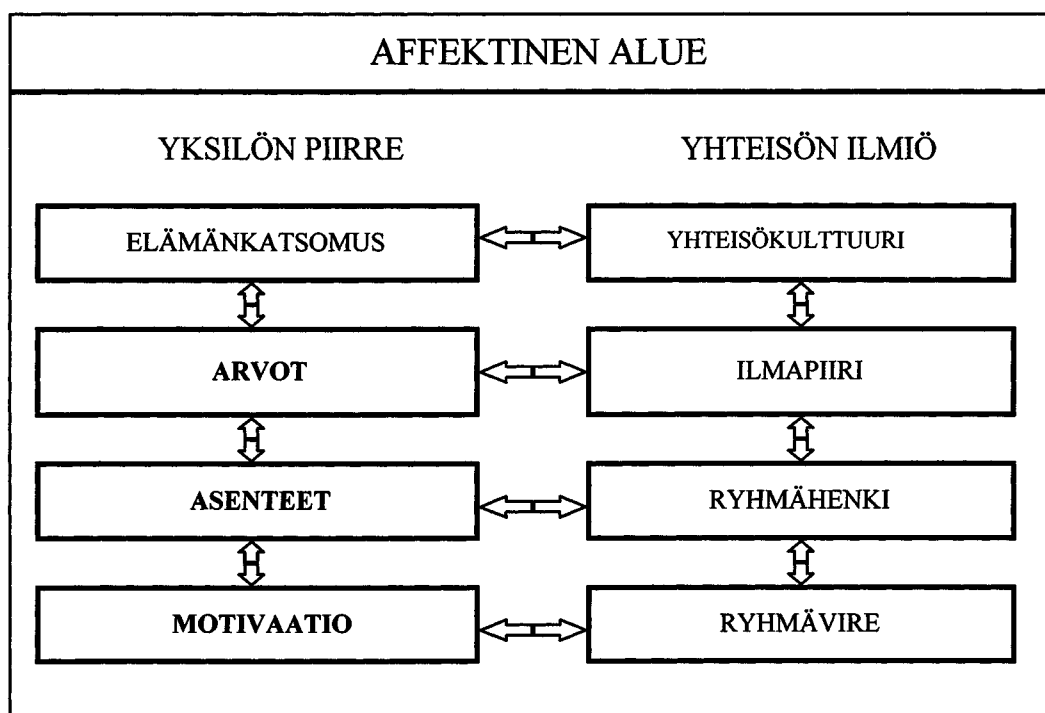 AFFEKTINEN ALUE
YKSILÖN PIIRRE
YHTEISÖN ILMIÖ
ELÄMÄNKATSOMUS
YHTEISÖKULTTUURI
ARVOT
ILMAPIIRI
ASENTEET
RYHMÄHENKI
MOTIVAATIO
RYHMÄVIRE